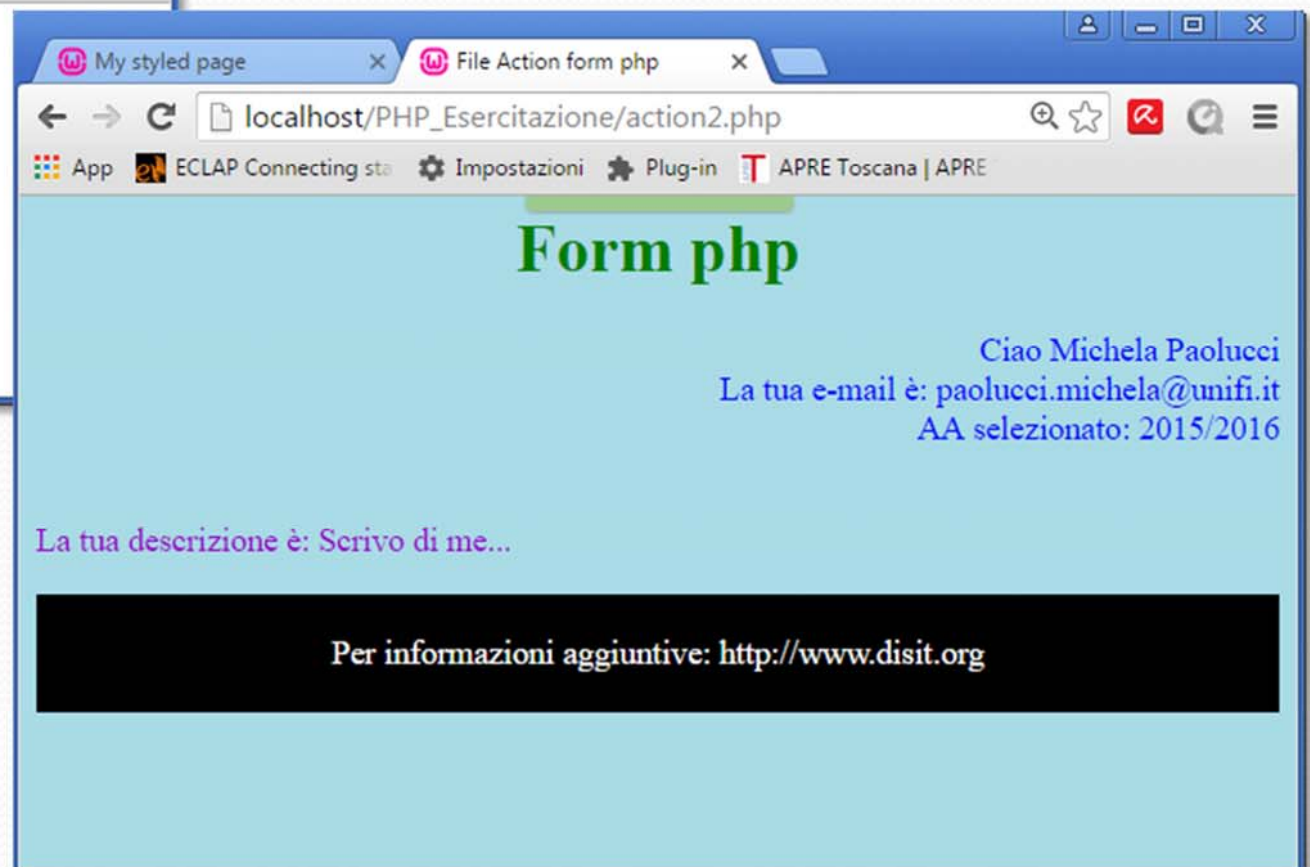 My styled page
File Action form php
localhost/PHP_Esercitazione/action2.php
App
ECLAP Connecting sta
Impostazioni
Plug-in
APRE Toscana | APRE
Form php
Ciao Michela Paolucci
La tua e-mail è: paolucci.michela@unifi.it
AA selezionato: 2015/2016
La tua descrizione è: Scrivo di me...
Per informazioni aggiuntive: http://www.disit.org